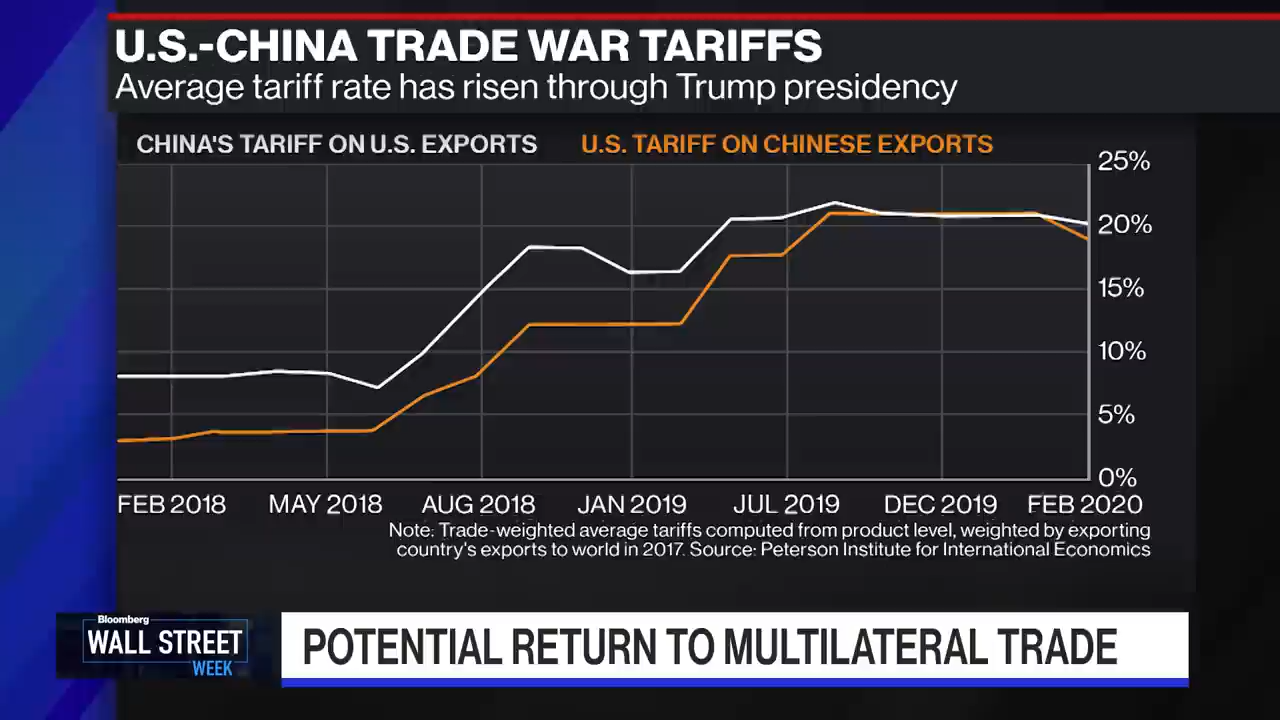 U.S.-CHINA TRADE WAR TARIFFS
Average tariff rate has risen through Trump presidency
CHINA'S TARIFF ON U.S. EXPORTS
U.S. TARIFF ON CHINESE EXPORTS
25%
20%
15%
10%
5%
0%
FEB 2018
MAY 2018
AUG 2018
JAN 2019
JUL 2019
DEC 2019
FEB 2020
Note: Trade-weighted average tariffs computed from product level, weighted by exporting
country's exports to world in 2017. Source: Peterson Institute for International Economics
Bloomberg
WALL STREET
WEEK
POTENTIAL RETURN TO MULTILATERAL TRADE